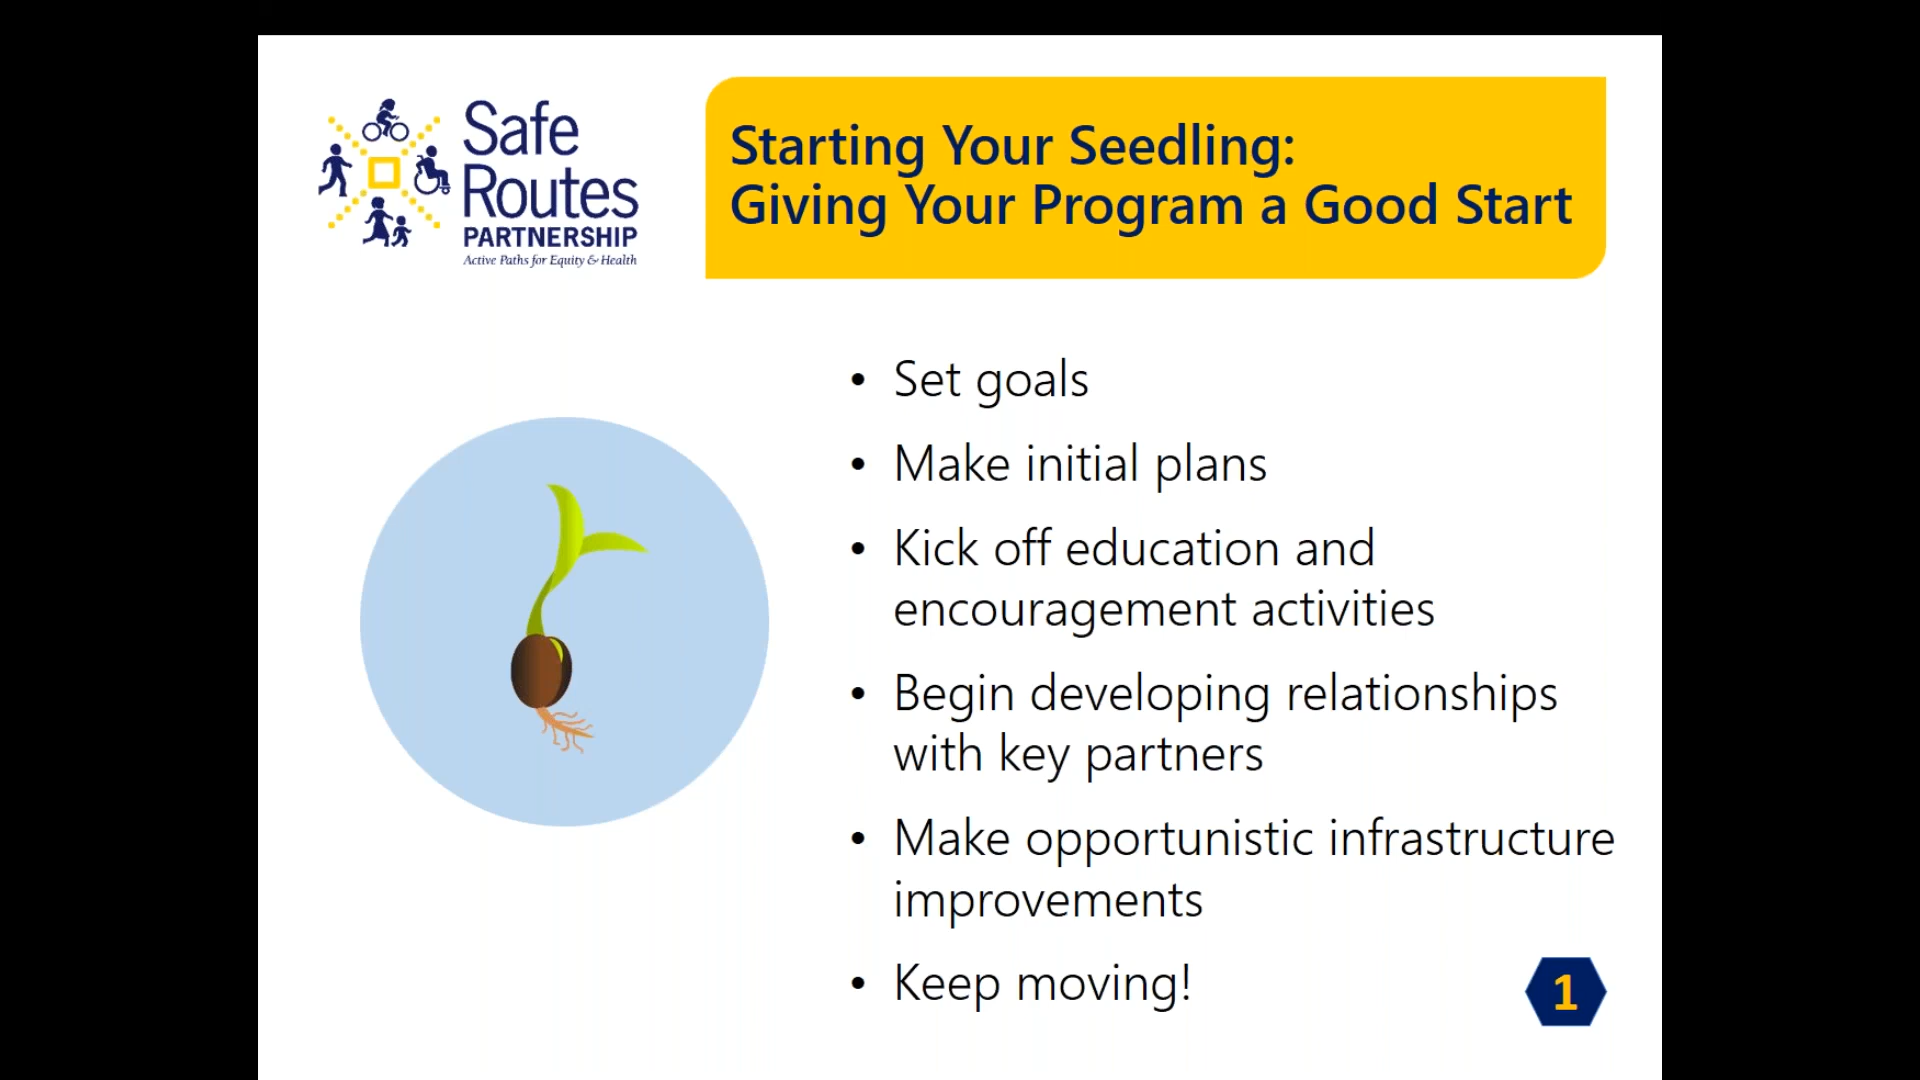 Safe
Routes
PARTNERSHIP
Active Paths for Equity & Health
Starting Your Seedling:
Giving Your Program a Good Start
• Set goals
• Make initial plans
• Kick off education and
encouragement activities
• Begin developing relationships
with key partners
• Make opportunistic infrastructure
improvements
• Keep moving!
1